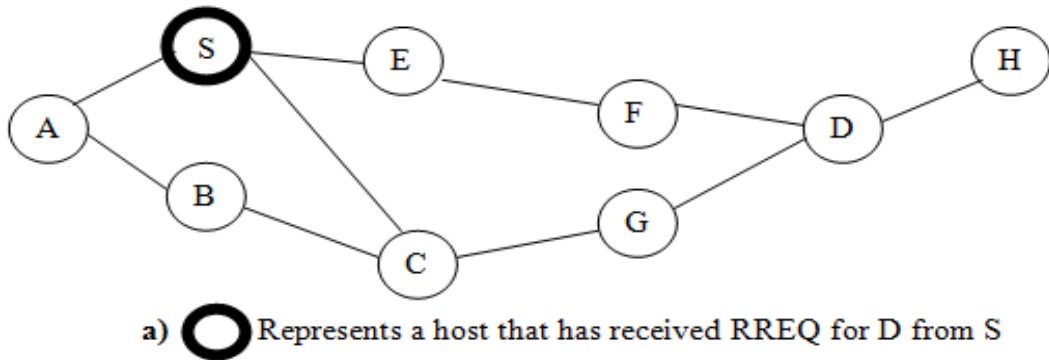 S
E
H
A
F
D
B
G
C
a) Represents a host that has received RREQ for D from S